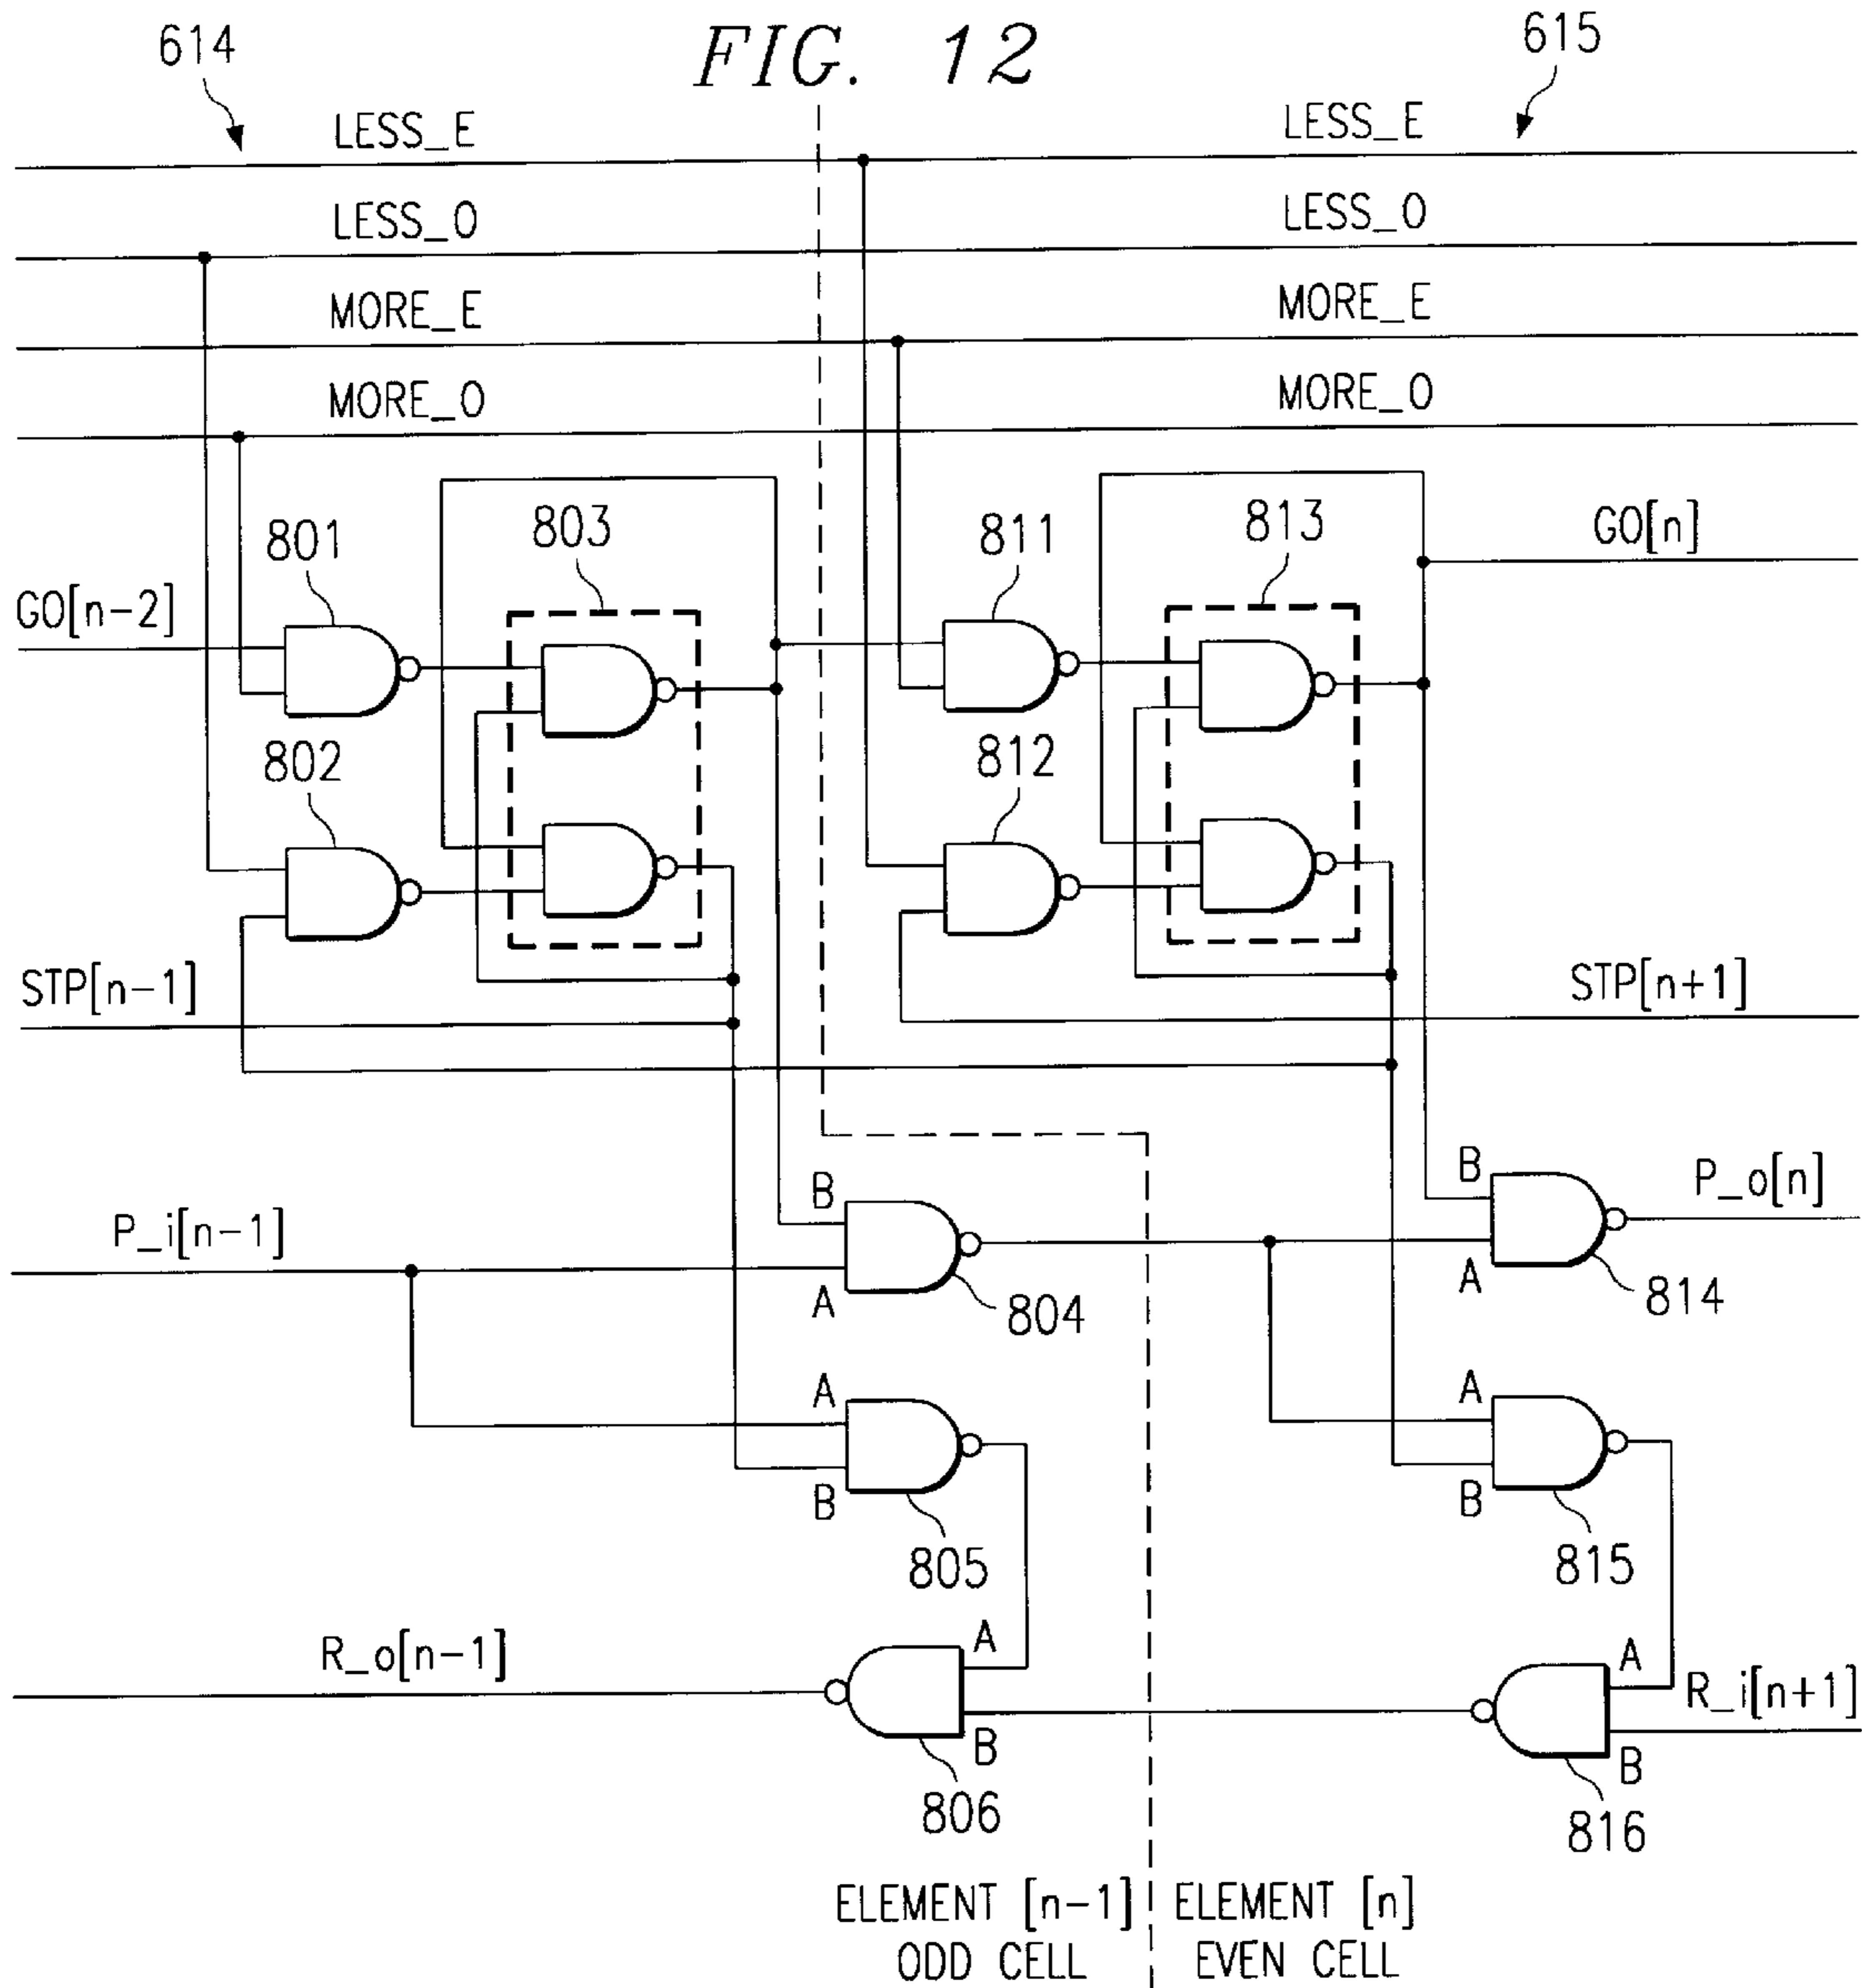 FIG. 12
614
615
LESS_E
LESS_E
LESS_O
LESS_O
MORE_E
MORE_E
MORE_O
MORE_O
801
803
811
813
GO[n]
GO[n-2]
802
812
STP[n-1]
STP[n+1]
B
B
P_o[n]
P_i[n-1]
A
804
A
814
A
A
B
805
B
815
R_o[n-1]
A
A
R_i[n+1]
B
B
806
816
ELEMENT [n-1]
ODD CELL
ELEMENT [n]
EVEN CELL